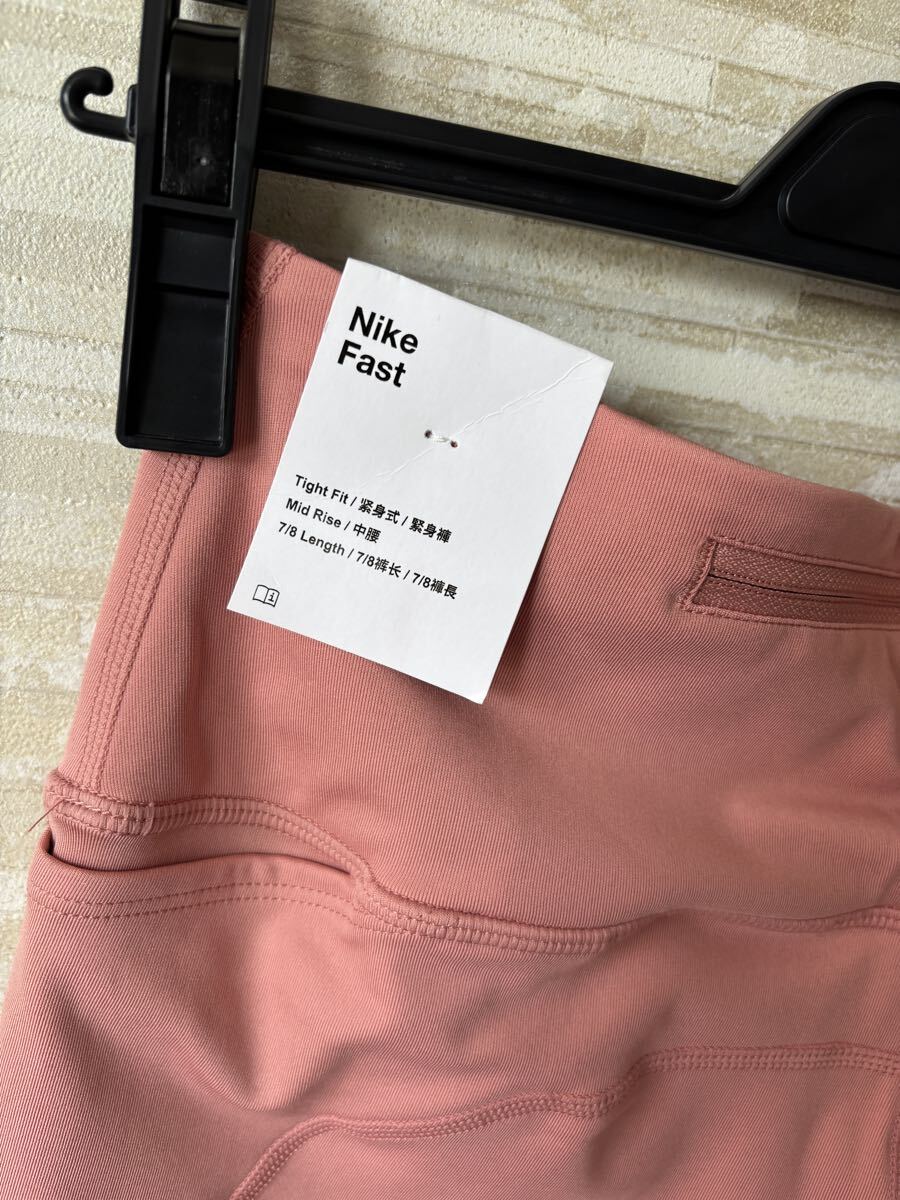 Nike
Fast
Tight Fit / 紧身式 / 緊身褲
Mid Rise / 中腰
7/8 Length / 7/8裤长 / 7/8褲長